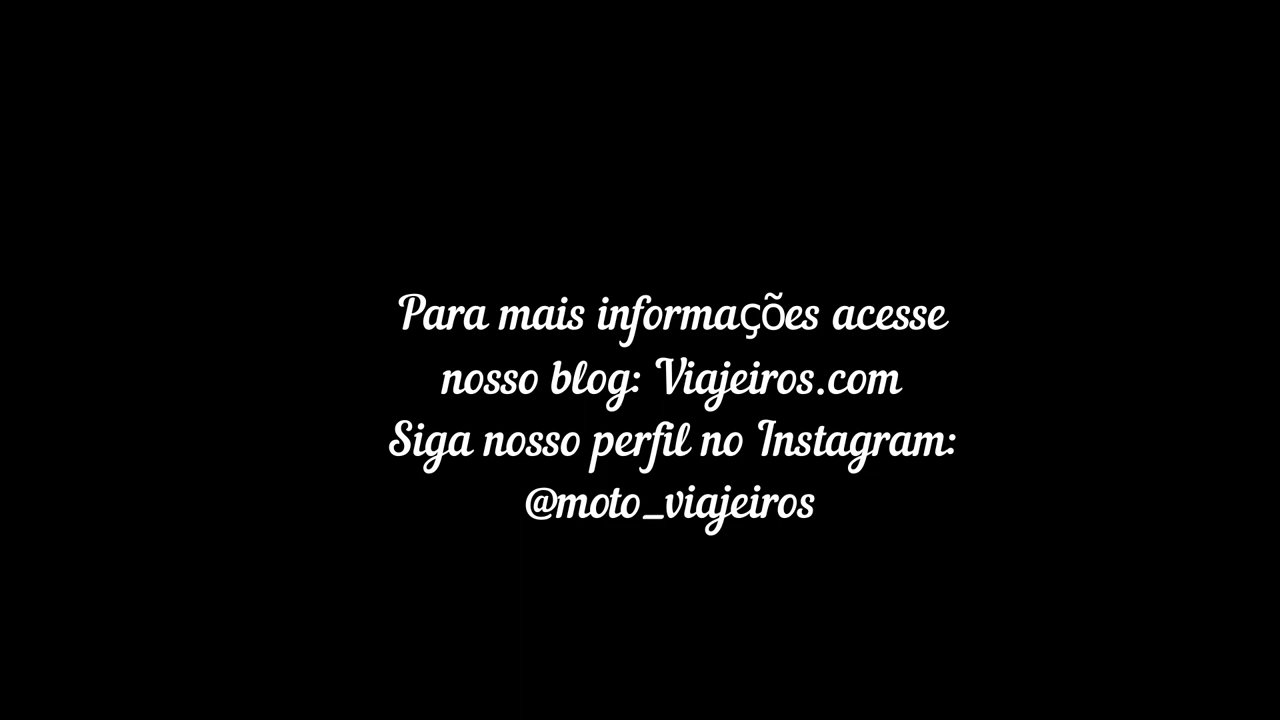 Para mais informações acesse
nosso blog: Viajeiros.com
Siga nosso perfil no Instagram:
@moto_viajeiros